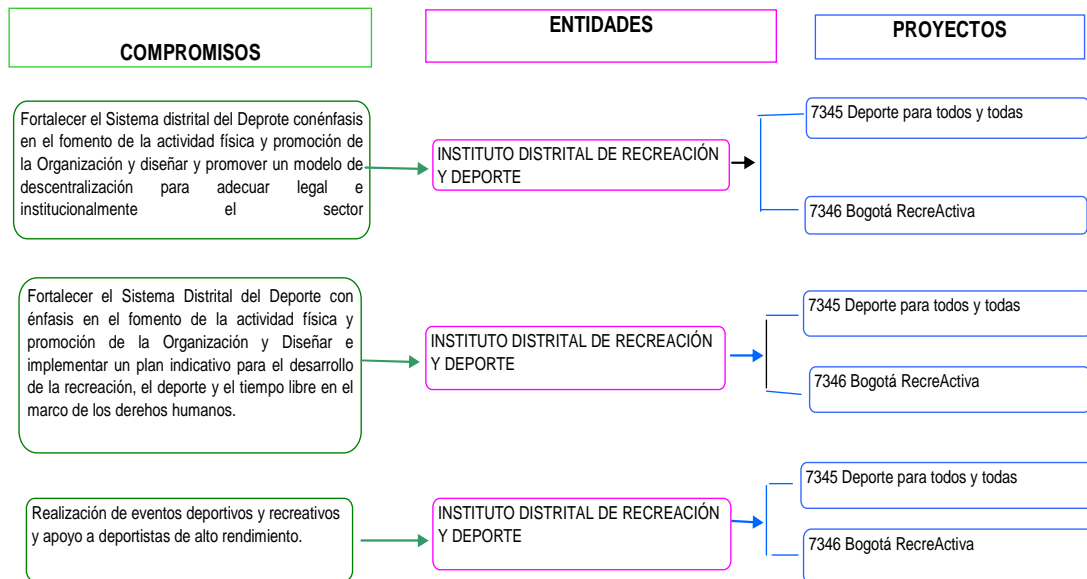 COMPROMISOS
ENTIDADES
PROYECTOS
Fortalecer el Sistema distrital del Deprote conénfasis
en el fomento de la actividad física y promoción de
la Organización y diseñar y promover un modelo de
descentralización para adecuar legal e
institucionalmente el sector
INSTITUTO DISTRITAL DE RECREACIÓN
Y DEPORTE
7345 Deporte para todos y todas
7346 Bogotá RecreActiva
Fortalecer el Sistema Distrital del Deporte con
énfasis en el fomento de la actividad física y
promoción de la Organización y Diseñar e
implementar un plan indicativo para el desarrollo
de la recreación, el deporte y el tiempo libre en el
marco de los derehos humanos.
INSTITUTO DISTRITAL DE RECREACIÓN
Y DEPORTE
7345 Deporte para todos y todas
7346 Bogotá RecreActiva
Realización de eventos deportivos y recreativos
y apoyo a deportistas de alto rendimiento.
INSTITUTO DISTRITAL DE RECREACIÓN
Y DEPORTE
7345 Deporte para todos y todas
7346 Bogotá RecreActiva